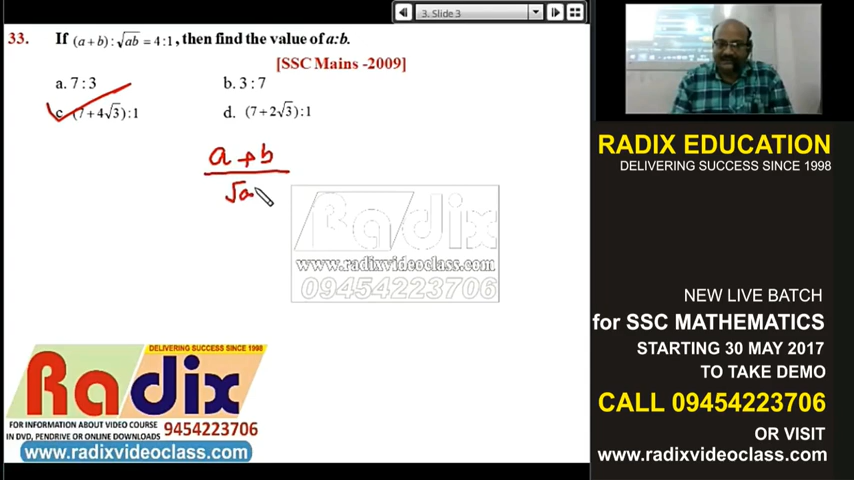 3. Slide 3
33. If (a+b):√ab = 4:1, then find the value of a:b.
[SSC Mains -2009]
a. 7 : 3 b. 3 : 7
c. (7+4√3):1 d. (7+2√3):1
a + b
√a
Radix
www.radixvideoclass.com
09454223706
RADIX EDUCATION
DELIVERING SUCCESS SINCE 1998
NEW LIVE BATCH
for SSC MATHEMATICS
STARTING 30 MAY 2017
TO TAKE DEMO
CALL 09454223706
OR VISIT
www.radixvideoclass.com
DELIVERING SUCCESS SINCE 1998
Radix
FOR INFORMATION ABOUT VIDEO COURSE
IN DVD, PENDRIVE OR ONLINE DOWNLOADS 9454223706
www.radixvideoclass.com